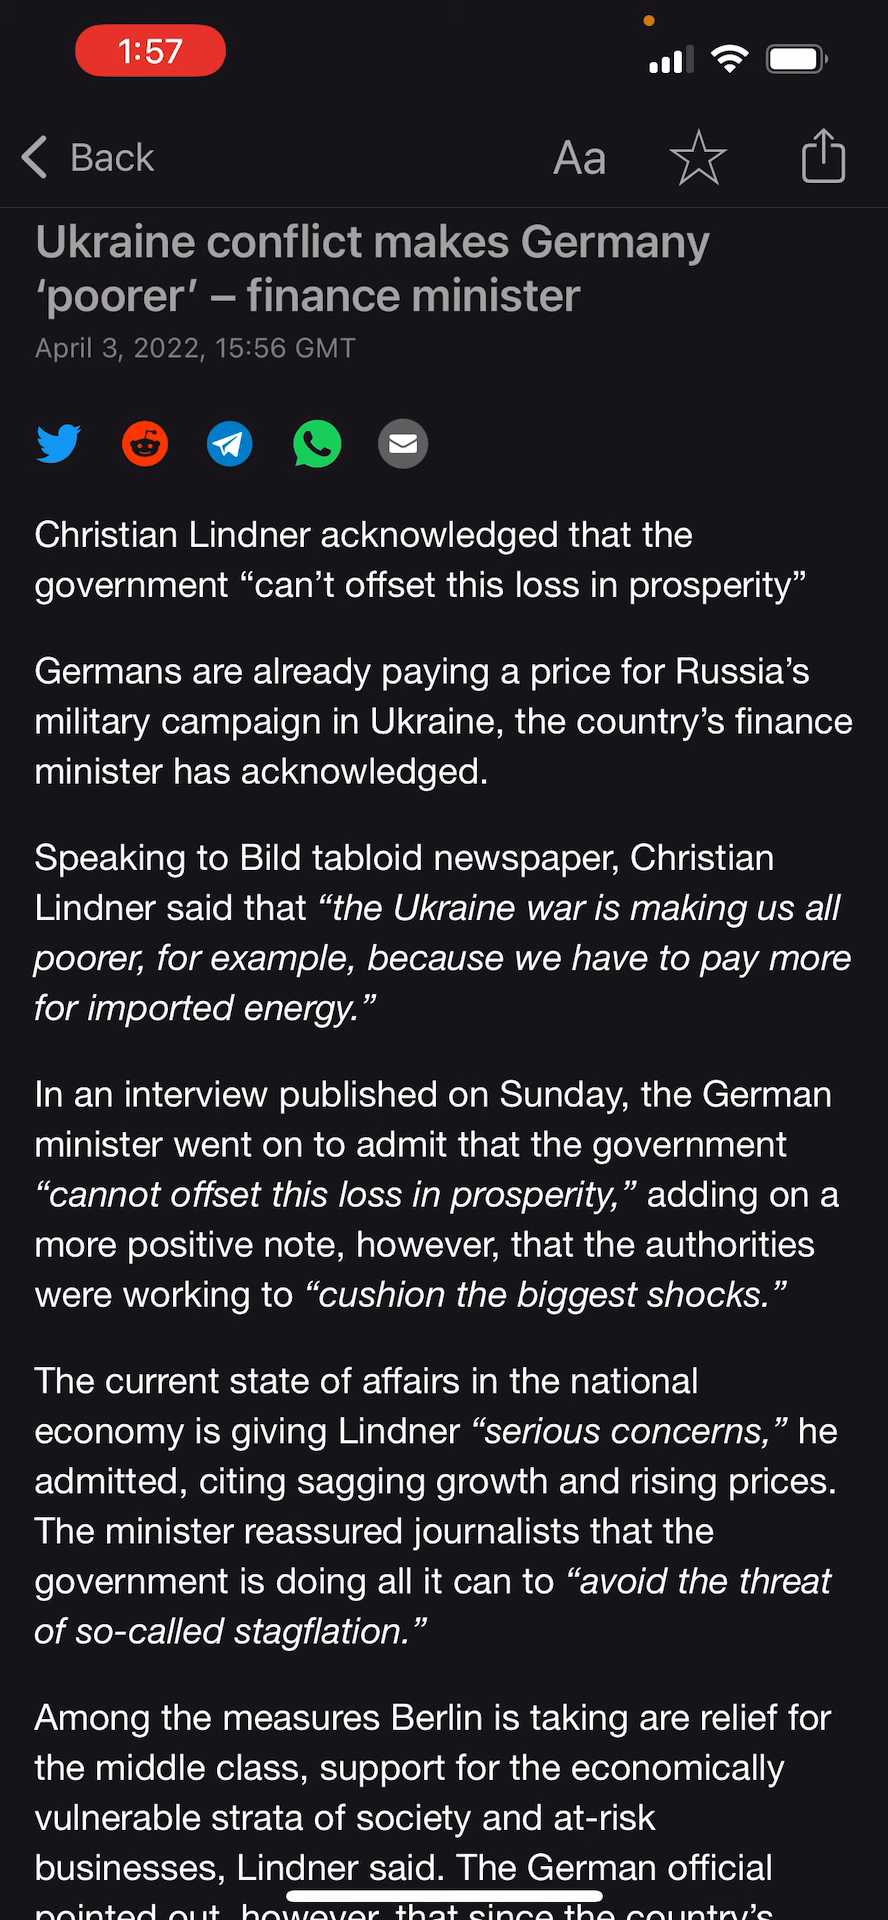 1:57
Back
Aa
Ukraine conflict makes Germany
‘poorer’ – finance minister
April 3, 2022, 15:56 GMT
Christian Lindner acknowledged that the
government “can’t offset this loss in prosperity”
Germans are already paying a price for Russia’s
military campaign in Ukraine, the country’s finance
minister has acknowledged.
Speaking to Bild tabloid newspaper, Christian
Lindner said that “the Ukraine war is making us all
poorer, for example, because we have to pay more
for imported energy.”
In an interview published on Sunday, the German
minister went on to admit that the government
“cannot offset this loss in prosperity,” adding on a
more positive note, however, that the authorities
were working to “cushion the biggest shocks.”
The current state of affairs in the national
economy is giving Lindner “serious concerns,” he
admitted, citing sagging growth and rising prices.
The minister reassured journalists that the
government is doing all it can to “avoid the threat
of so-called stagflation.”
Among the measures Berlin is taking are relief for
the middle class, support for the economically
vulnerable strata of society and at-risk
businesses, Lindner said. The German official
pointed out, however, that since the country’s